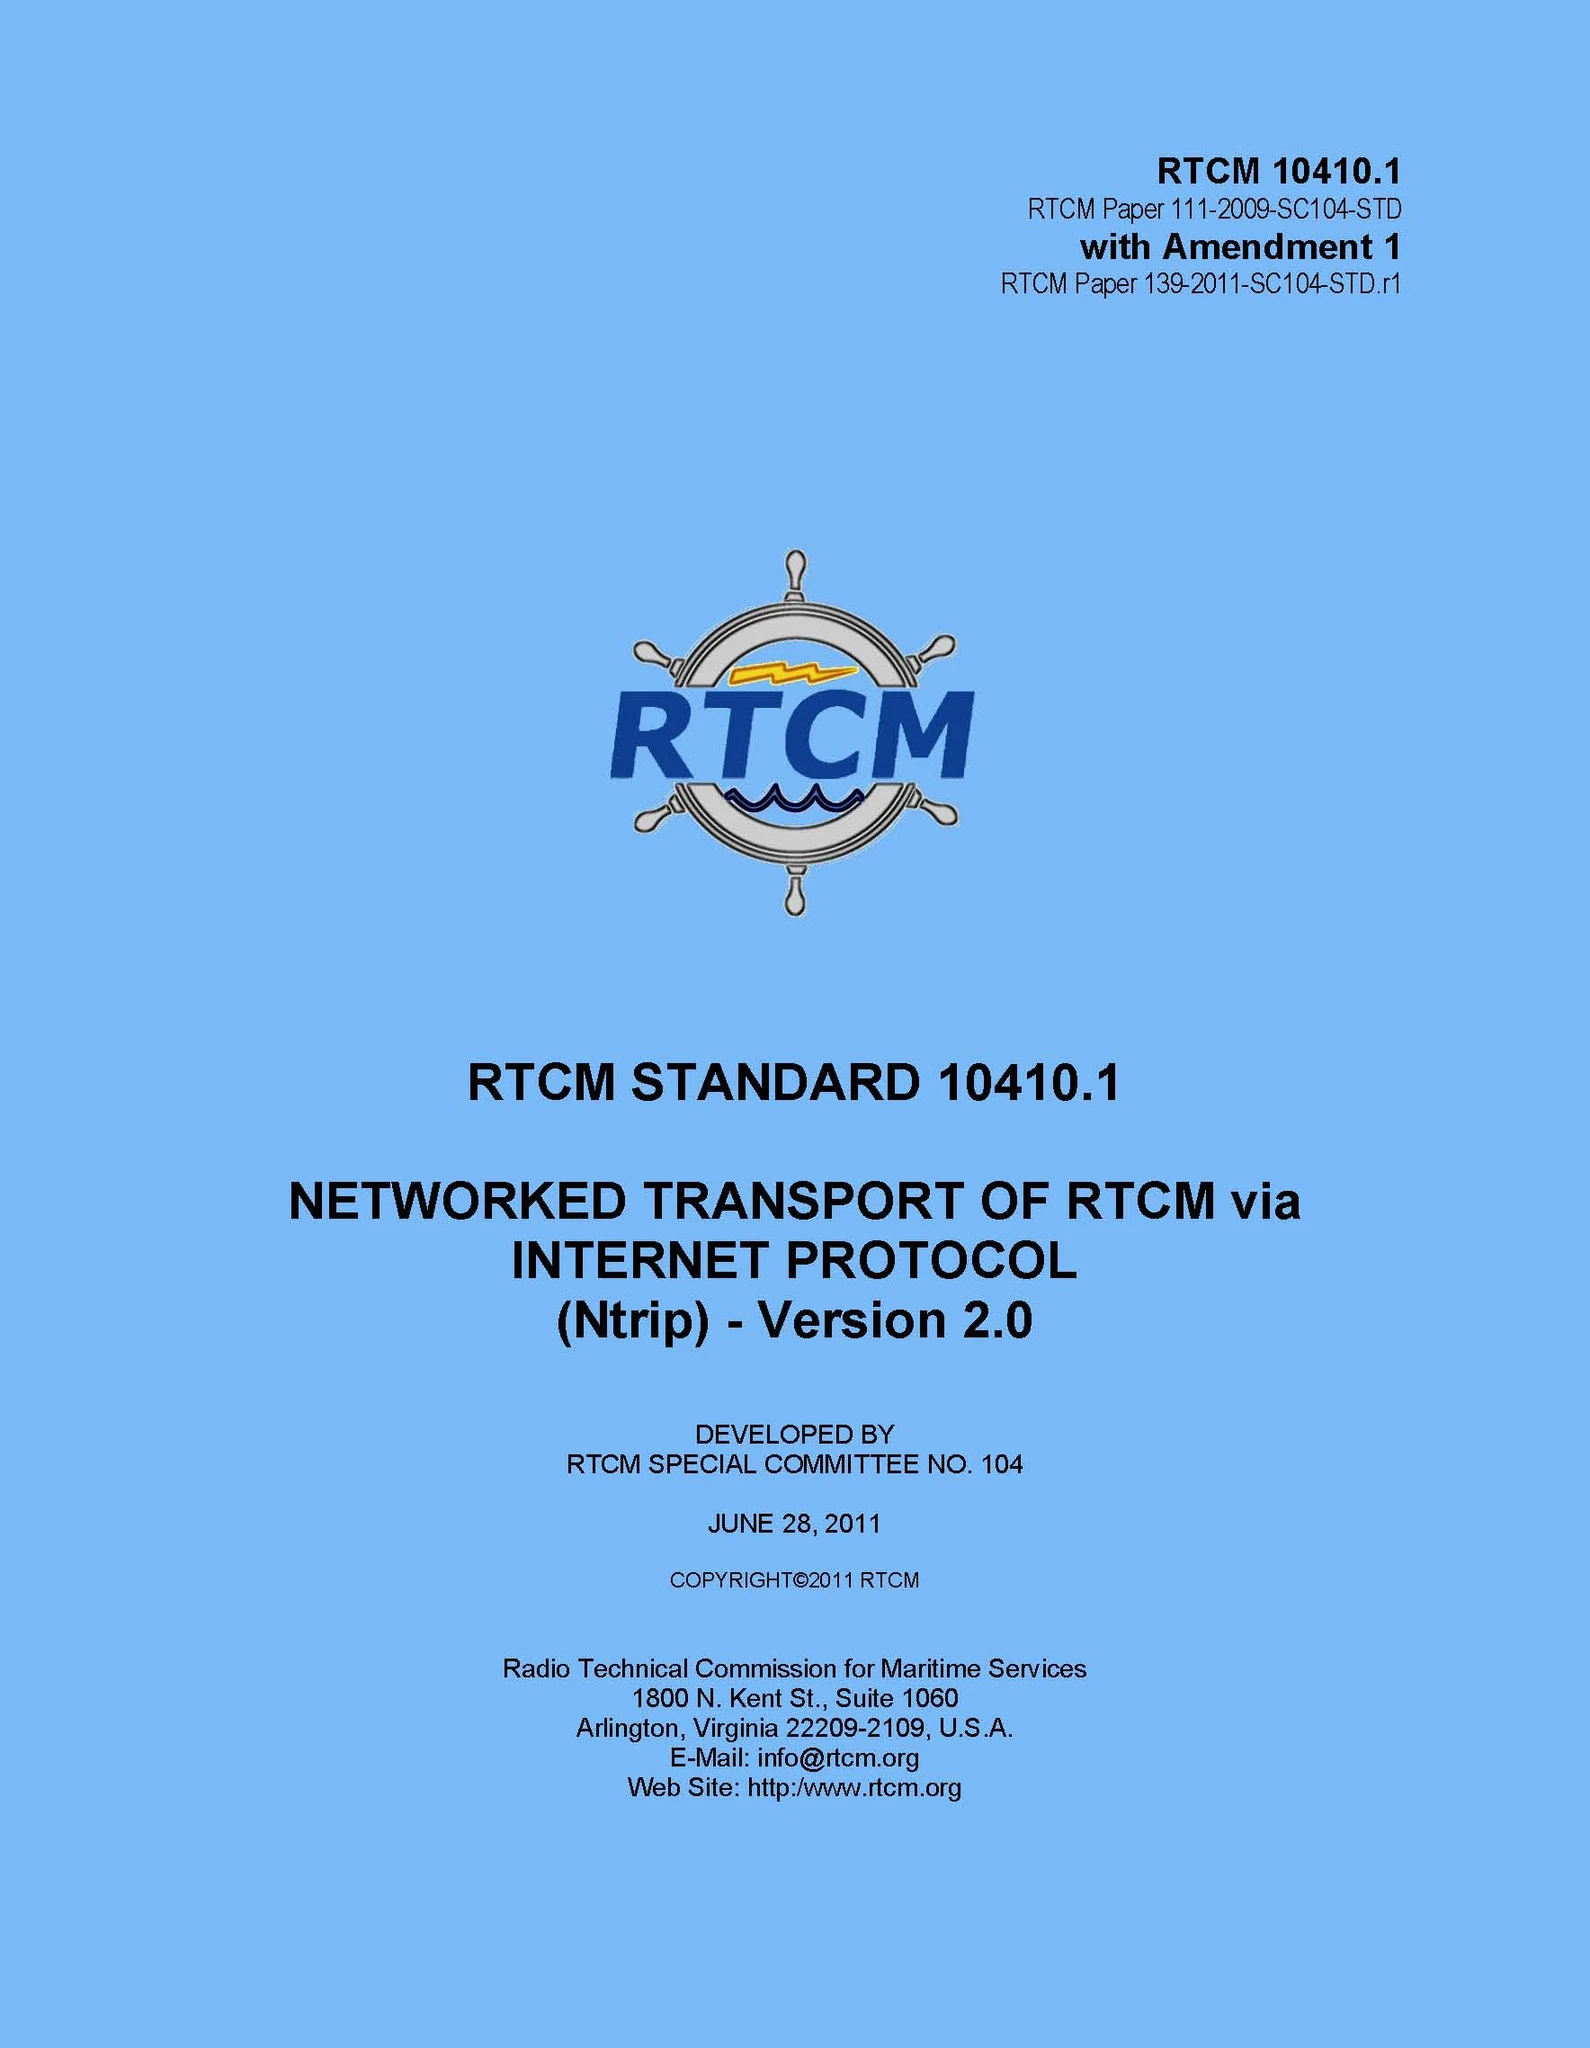 RTCM 10410.1
RTCM Paper 111-2009-SC104-STD
with Amendment 1
RTCM Paper 139-2011-SC104-STD.r1
RTCM
RTCM STANDARD 10410.1
NETWORKED TRANSPORT OF RTCM via
INTERNET PROTOCOL
(Ntrip) - Version 2.0
DEVELOPED BY
RTCM SPECIAL COMMITTEE NO. 104
JUNE 28, 2011
COPYRIGHT©2011 RTCM
Radio Technical Commission for Maritime Services
1800 N. Kent St., Suite 1060
Arlington, Virginia 22209-2109, U.S.A.
E-Mail: info@rtcm.org
Web Site: http:/www.rtcm.org